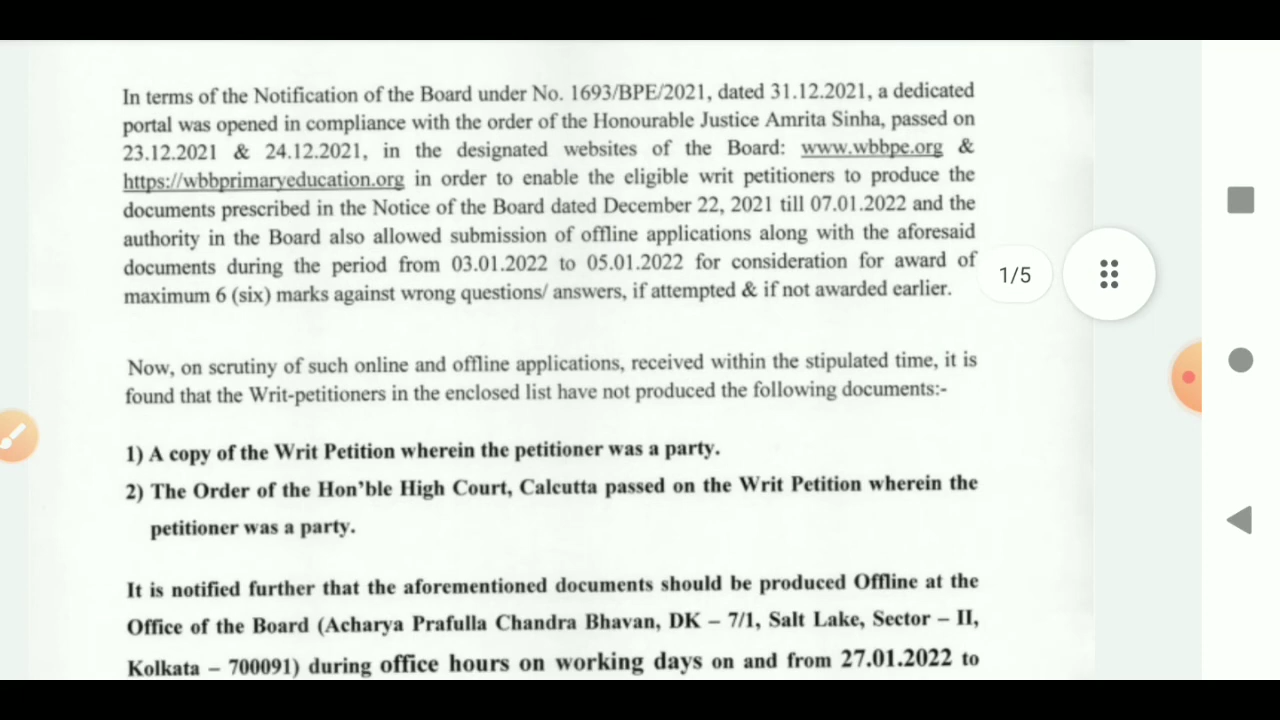 In terms of the Notification of the Board under No. 1693/BPE/2021, dated 31.12.2021, a dedicated
portal was opened in compliance with the order of the Honourable Justice Amrita Sinha, passed on
23.12.2021 & 24.12.2021, in the designated websites of the Board: www.wbbpe.org &
https://wbbprimaryeducation.org in order to enable the eligible writ petitioners to produce the
documents prescribed in the Notice of the Board dated December 22, 2021 till 07.01.2022 and the
authority in the Board also allowed submission of offline applications along with the aforesaid
documents during the period from 03.01.2022 to 05.01.2022 for consideration for award of
maximum 6 (six) marks against wrong questions/ answers, if attempted & if not awarded earlier.
1/5
Now, on scrutiny of such online and offline applications, received within the stipulated time, it is
found that the Writ-petitioners in the enclosed list have not produced the following documents:-
1) A copy of the Writ Petition wherein the petitioner was a party.
2) The Order of the Hon'ble High Court, Calcutta passed on the Writ Petition wherein the
petitioner was a party.
It is notified further that the aforementioned documents should be produced Offline at the
Office of the Board (Acharya Prafulla Chandra Bhavan, DK – 7/1, Salt Lake, Sector – II,
Kolkata – 700091) during office hours on working days on and from 27.01.2022 to